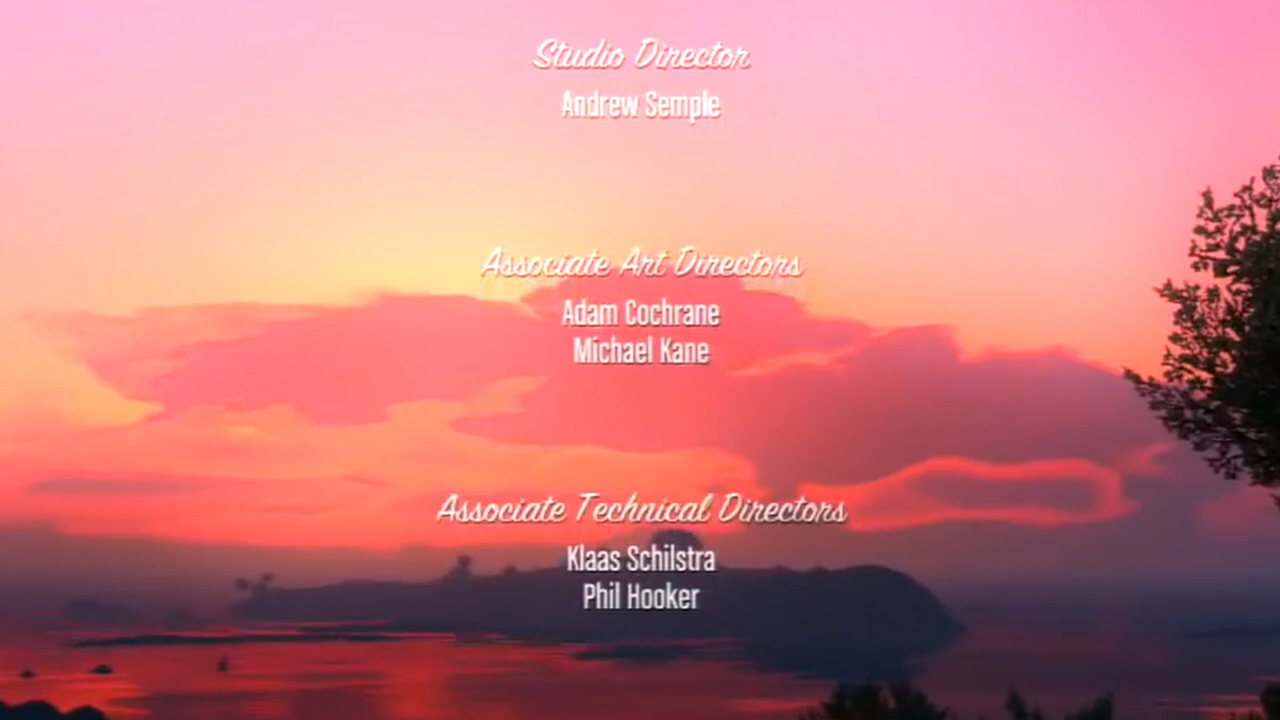 Studio Director
Andrew Semple
Associate Art Directors
Adam Cochrane
Michael Kane
Associate Technical Directors
Klaas Schilstra
Phil Hooker